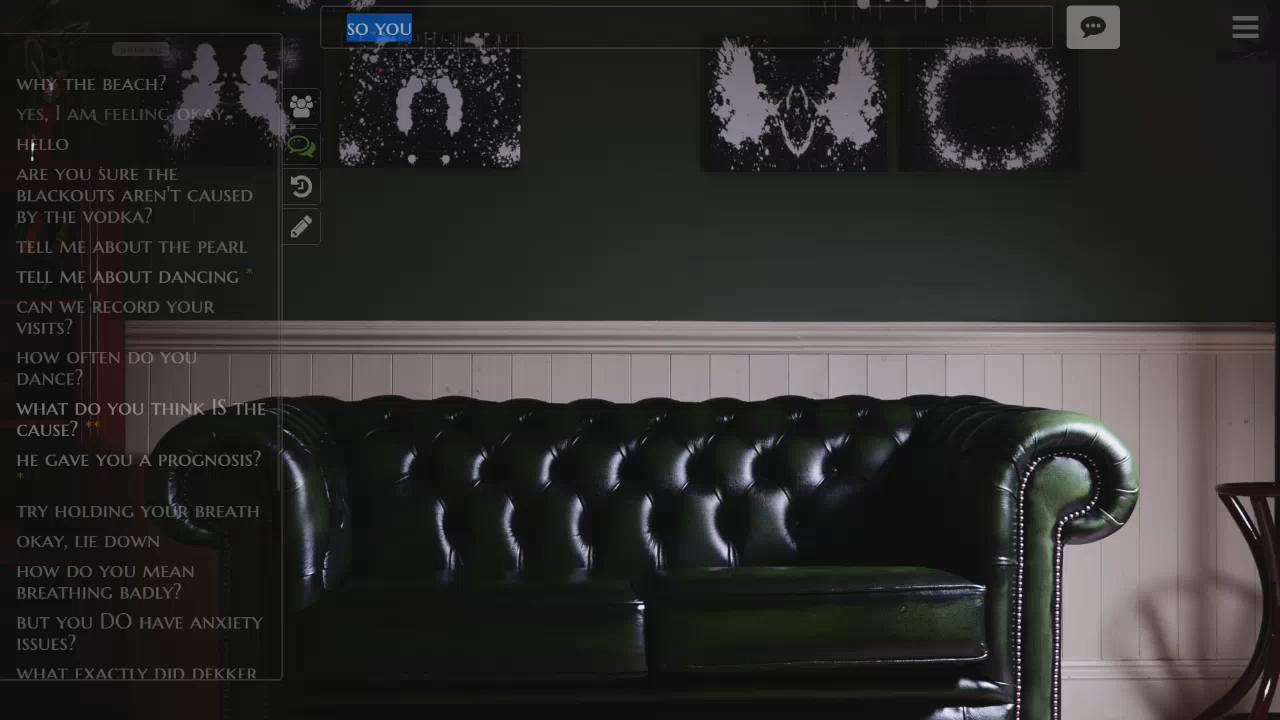 SO YOU
WHY THE BEACH?
YES, I AM FEELING OKAY.
HELLO
ARE YOU SURE THE
BLACKOUTS AREN'T CAUSED
BY THE VODKA?
TELL ME ABOUT THE PEARL
TELL ME ABOUT DANCING *
CAN WE RECORD YOUR
VISITS?
HOW OFTEN DO YOU
DANCE?
WHAT DO YOU THINK IS THE
CAUSE? **
HE GAVE YOU A PROGNOSIS?
*
TRY HOLDING YOUR BREATH
OKAY, LIE DOWN
HOW DO YOU MEAN
BREATHING BADLY?
BUT YOU DO HAVE ANXIETY
ISSUES?
WHAT EXACTLY DID DEKKER